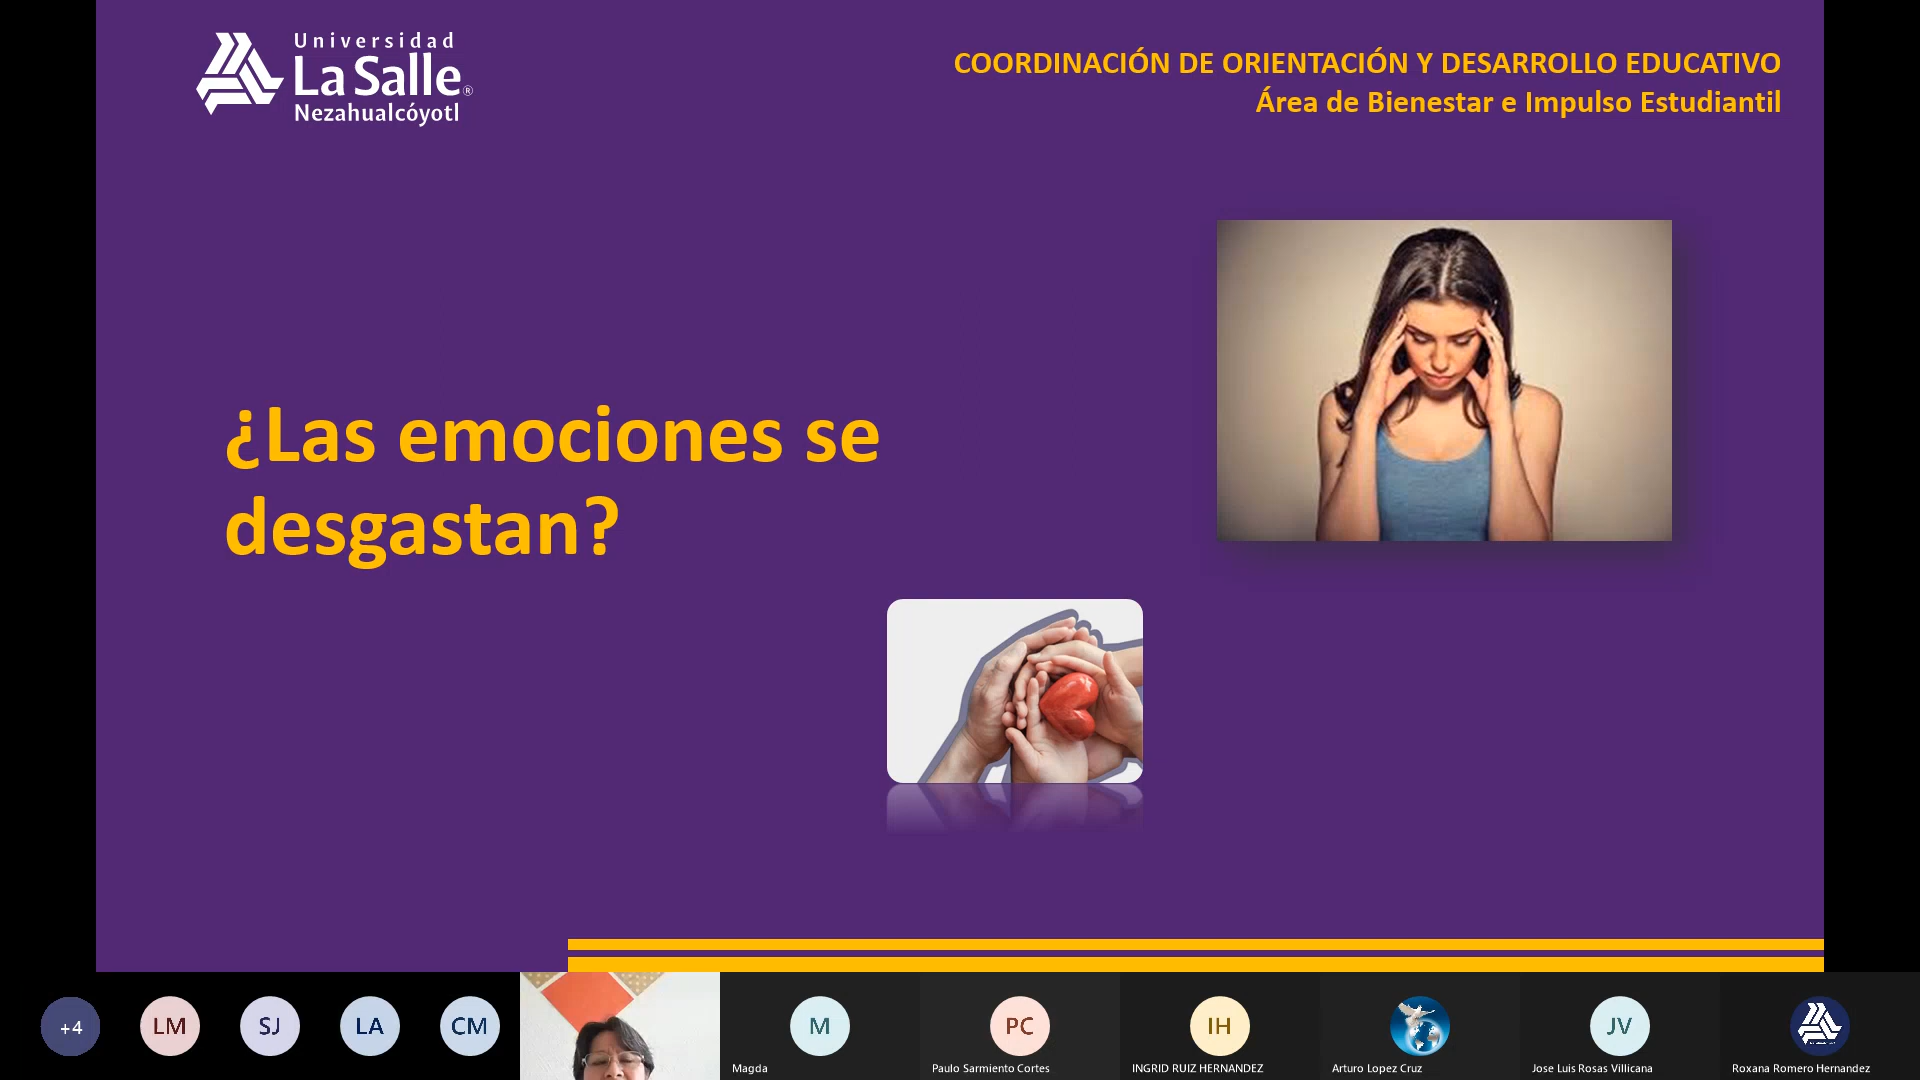 Universidad
La Salle®
Nezahualcóyotl
COORDINACIÓN DE ORIENTACIÓN Y DESARROLLO EDUCATIVO
Área de Bienestar e Impulso Estudiantil
¿Las emociones se
desgastan?
+4
LM
SJ
LA
CM
M
PC
IH
JV
Magda
Paulo Sarmiento Cortes
INGRID RUIZ HERNANDEZ
Arturo Lopez Cruz
Jose Luis Rosas Villicana
Roxana Romero Hernandez